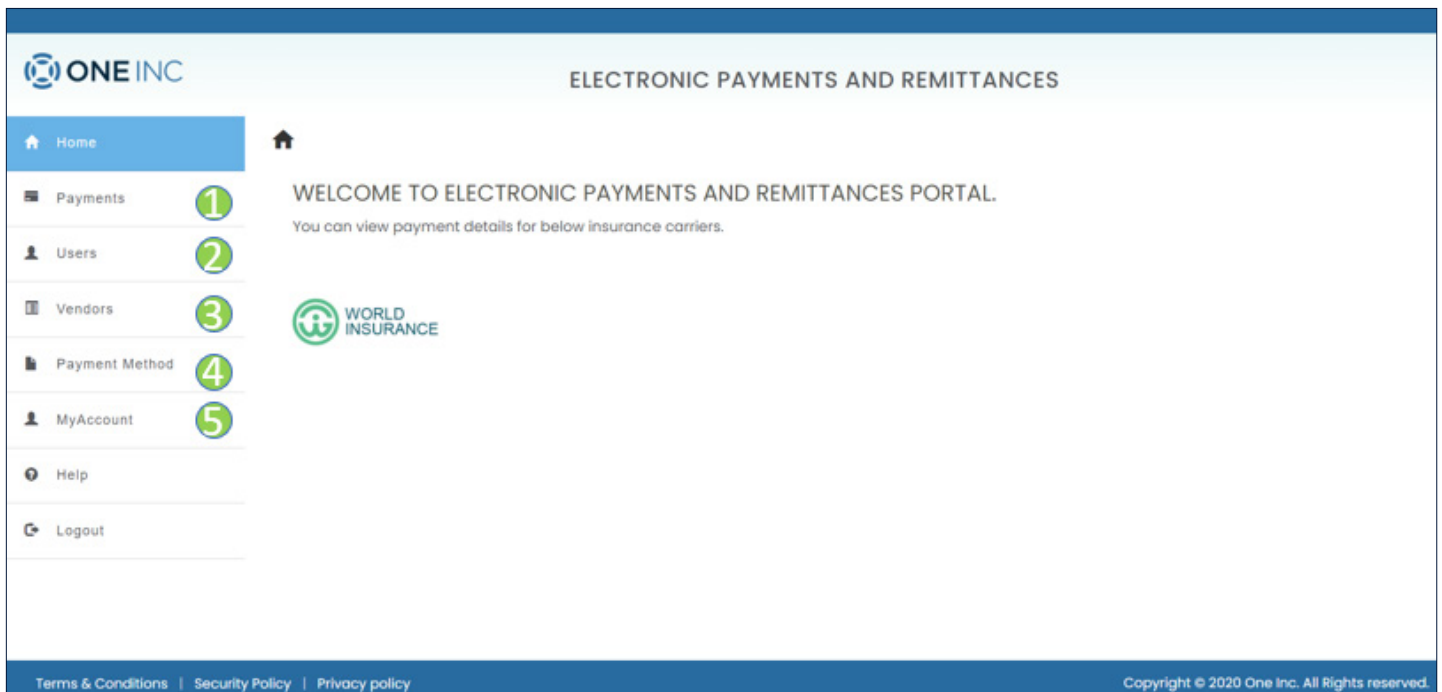 ONE INC
ELECTRONIC PAYMENTS AND REMITTANCES
Home
Payments 1
Users 2
Vendors 3
Payment Method 4
MyAccount 5
Help
Logout
WELCOME TO ELECTRONIC PAYMENTS AND REMITTANCES PORTAL.
You can view payment details for below insurance carriers.
WORLD
INSURANCE
Terms & Conditions | Security Policy | Privacy policy
Copyright © 2020 One Inc. All Rights reserved.